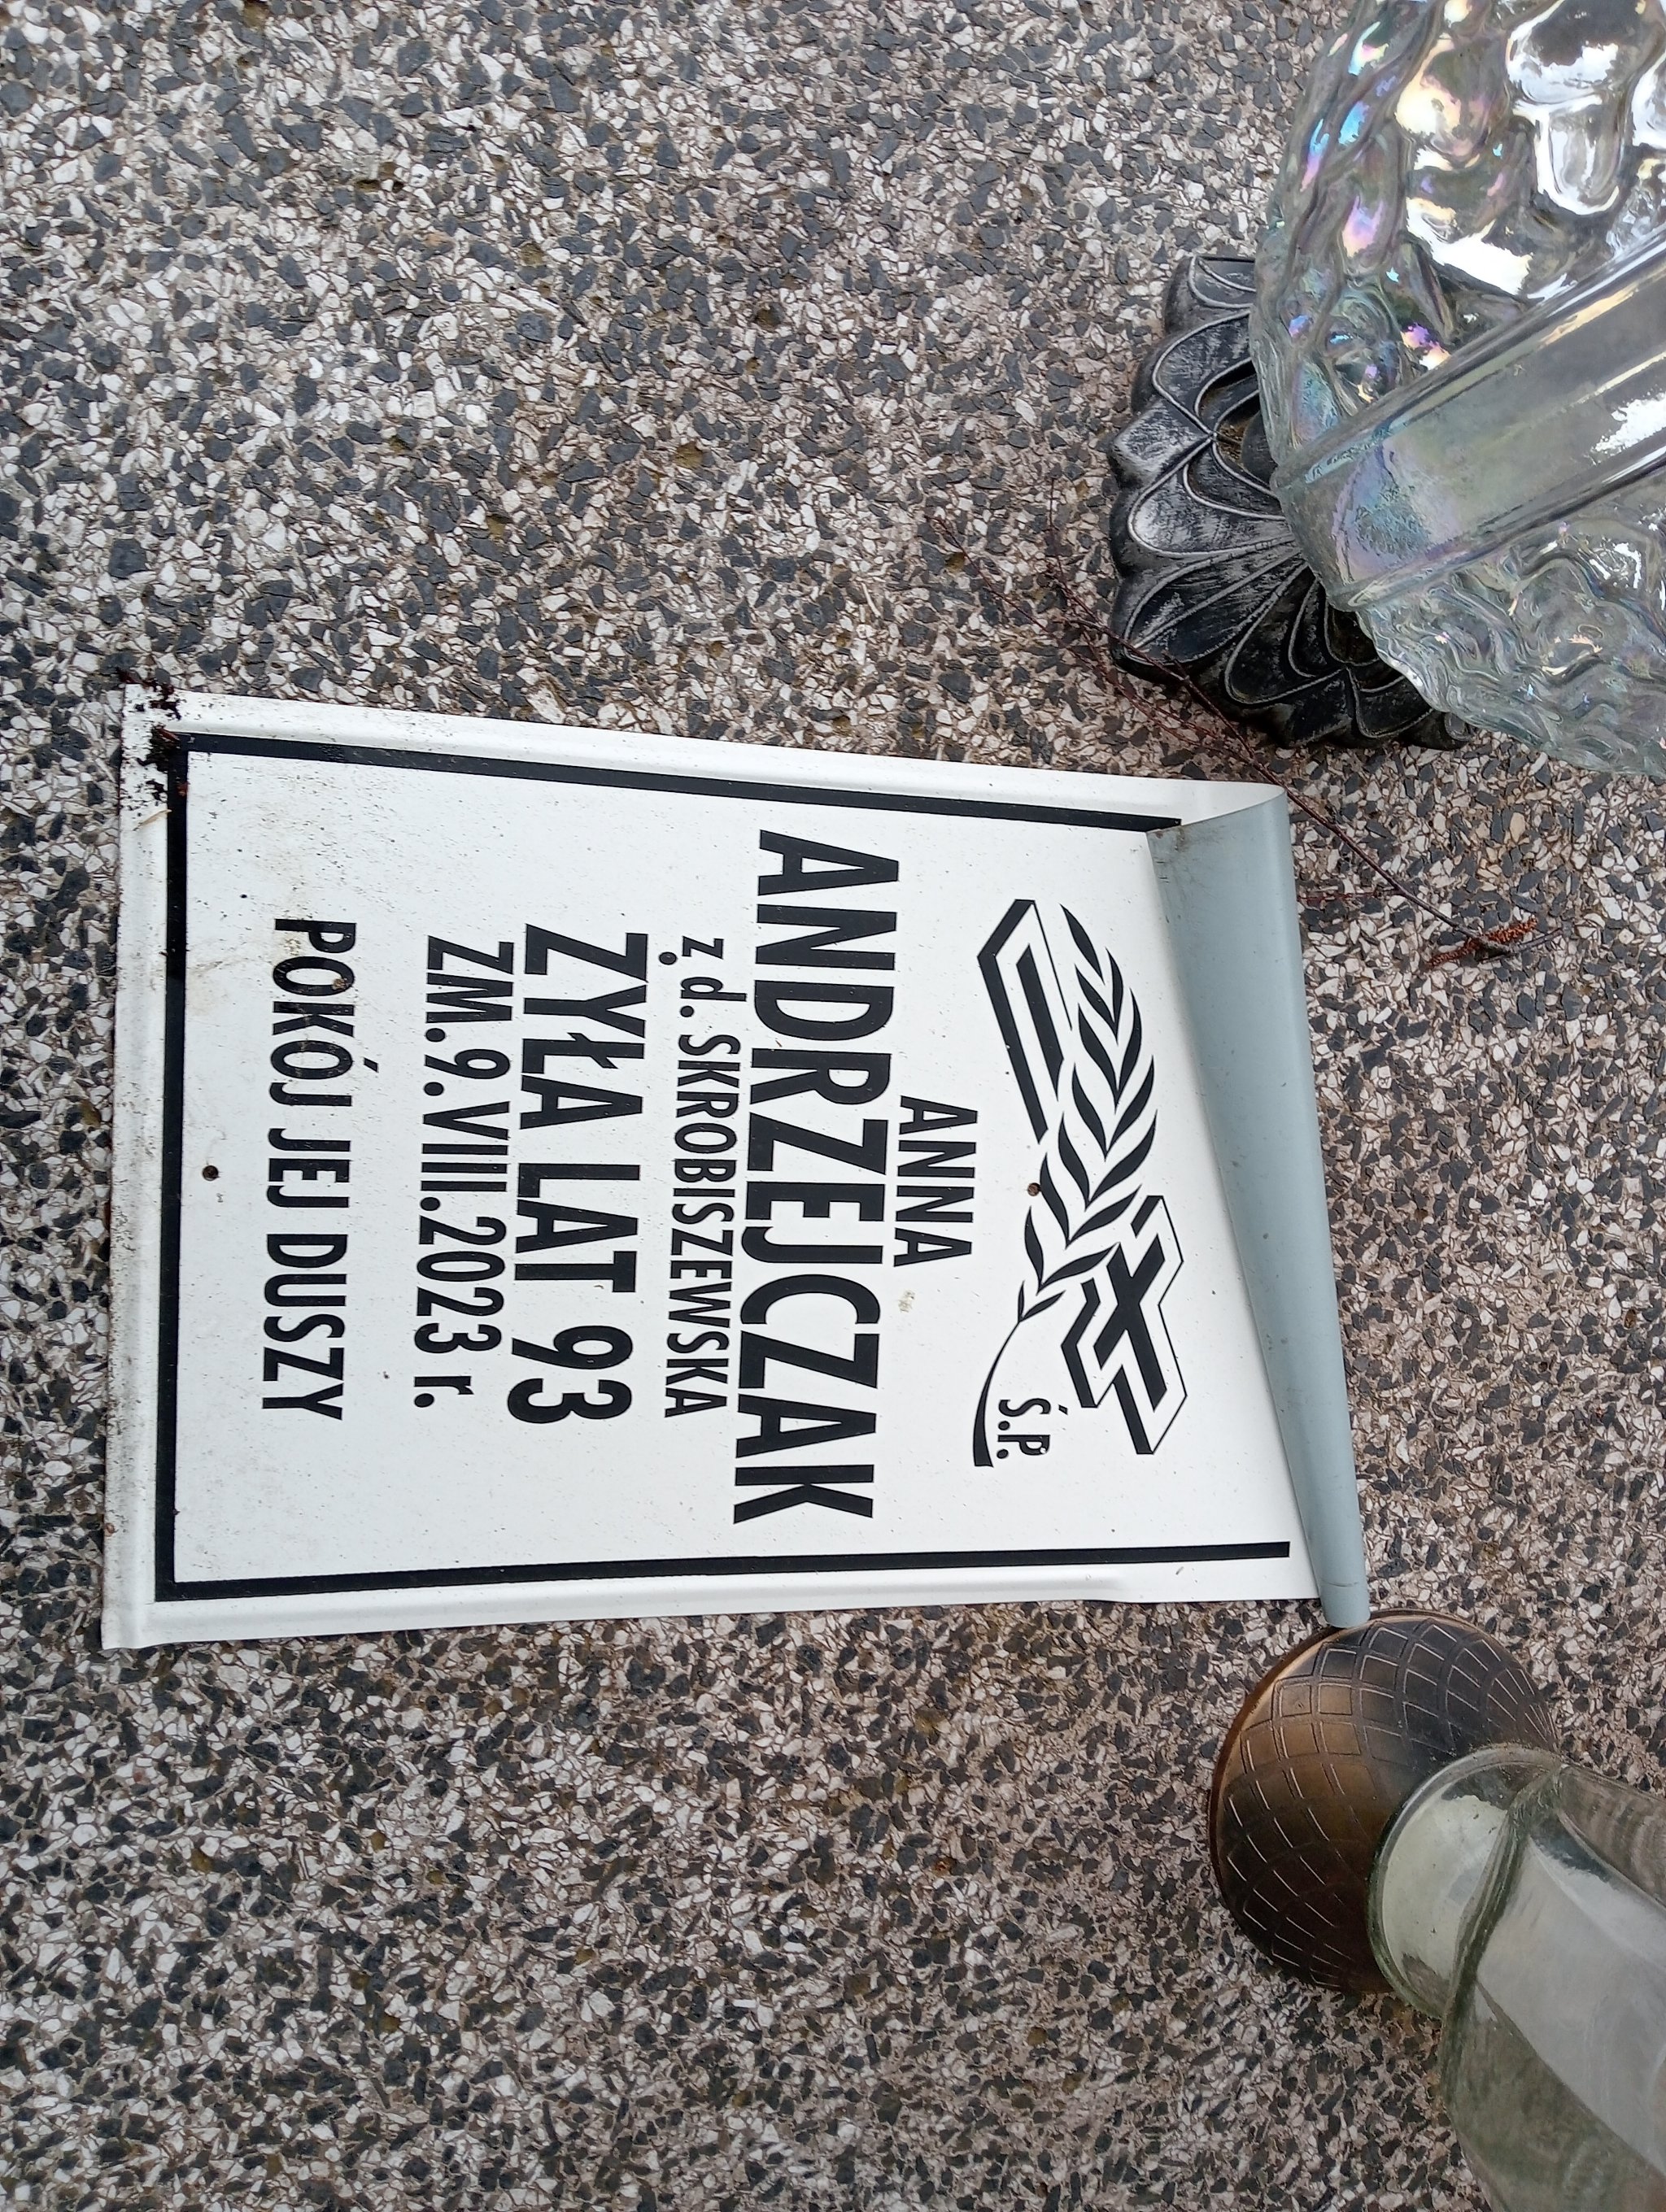 Ś.P.
ANNA
ANDRZEJCZAK
z d. SKROBISZEWSKA
ŻYŁA LAT 93
ZM. 9.VIII.2023 r.
POKÓJ JEJ DUSZY